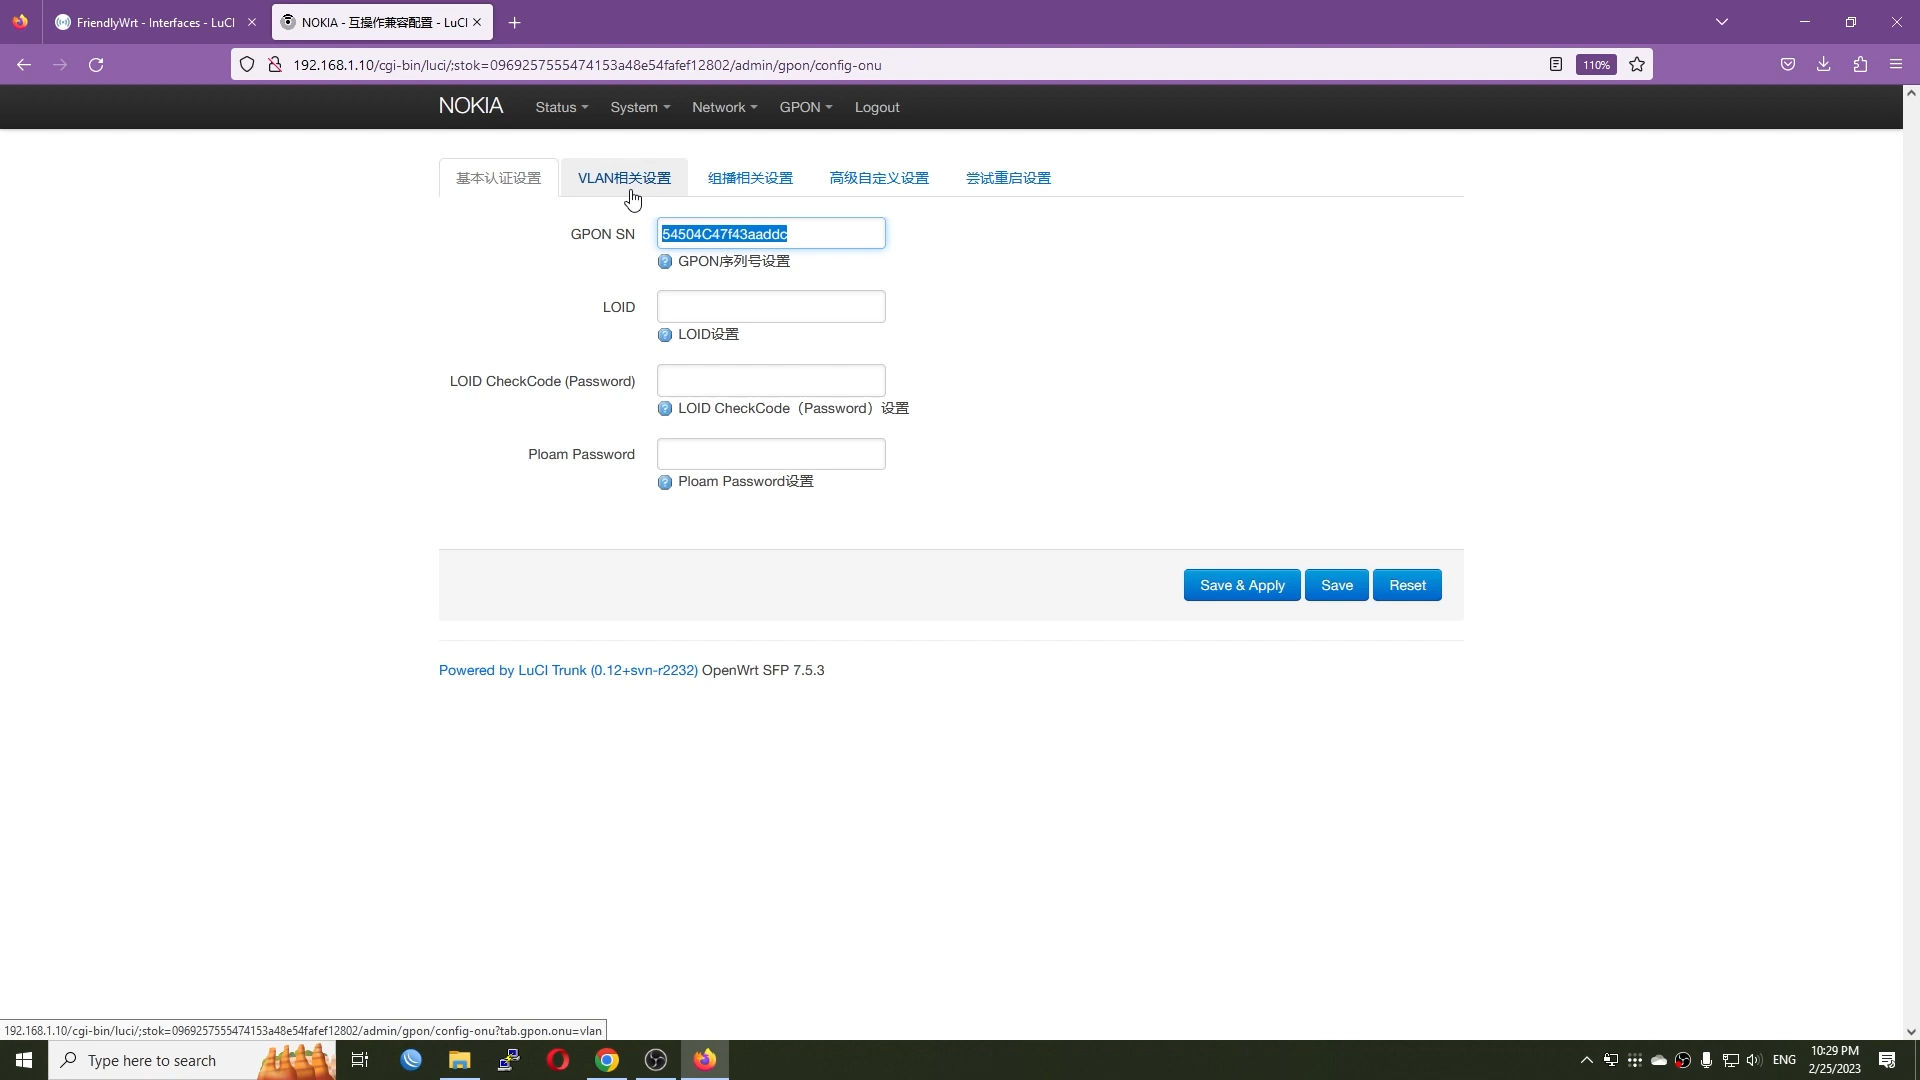 FriendlyWrt - Interfaces - LuCI
NOKIA - 互操作兼容配置 - LuCI
192.168.1.10/cgi-bin/luci/;stok=0969257555474153a48e54fafef12802/admin/gpon/config-onu
110%
NOKIA Status System Network GPON Logout
基本认证设置 VLAN相关设置 组播相关设置 高级自定义设置 尝试重启设置
GPON SN 54504C47f43aaddc
GPON序列号设置
LOID
LOID设置
LOID CheckCode (Password)
LOID CheckCode（Password）设置
Ploam Password
Ploam Password设置
Save & Apply Save Reset
Powered by LuCI Trunk (0.12+svn-r2232) OpenWrt SFP 7.5.3
192.168.1.10/cgi-bin/luci/;stok=0969257555474153a48e54fafef12802/admin/gpon/config-onu?tab.gpon.onu=vlan
Type here to search
ENG
10:29 PM
2/25/2023